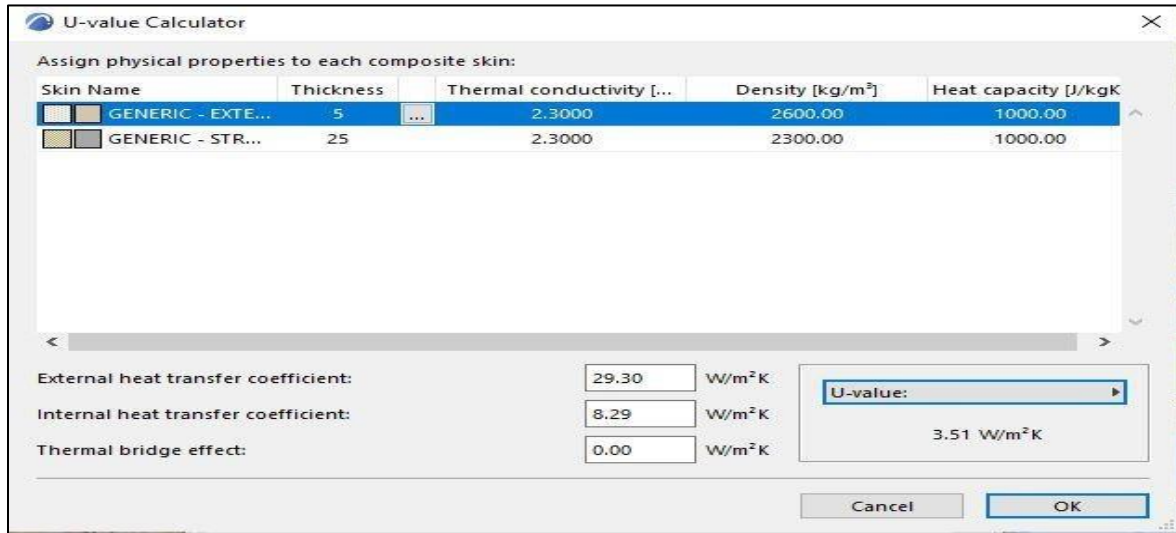 U-value Calculator
Assign physical properties to each composite skin:
Skin Name Thickness Thermal conductivity [... Density [kg/m³] Heat capacity [J/kgK
GENERIC - EXTE... 5 ... 2.3000 2600.00 1000.00
GENERIC - STR... 25 2.3000 2300.00 1000.00
External heat transfer coefficient: 29.30 W/m²K
U-value:
Internal heat transfer coefficient: 8.29 W/m²K
3.51 W/m²K
Thermal bridge effect: 0.00 W/m²K
Cancel OK